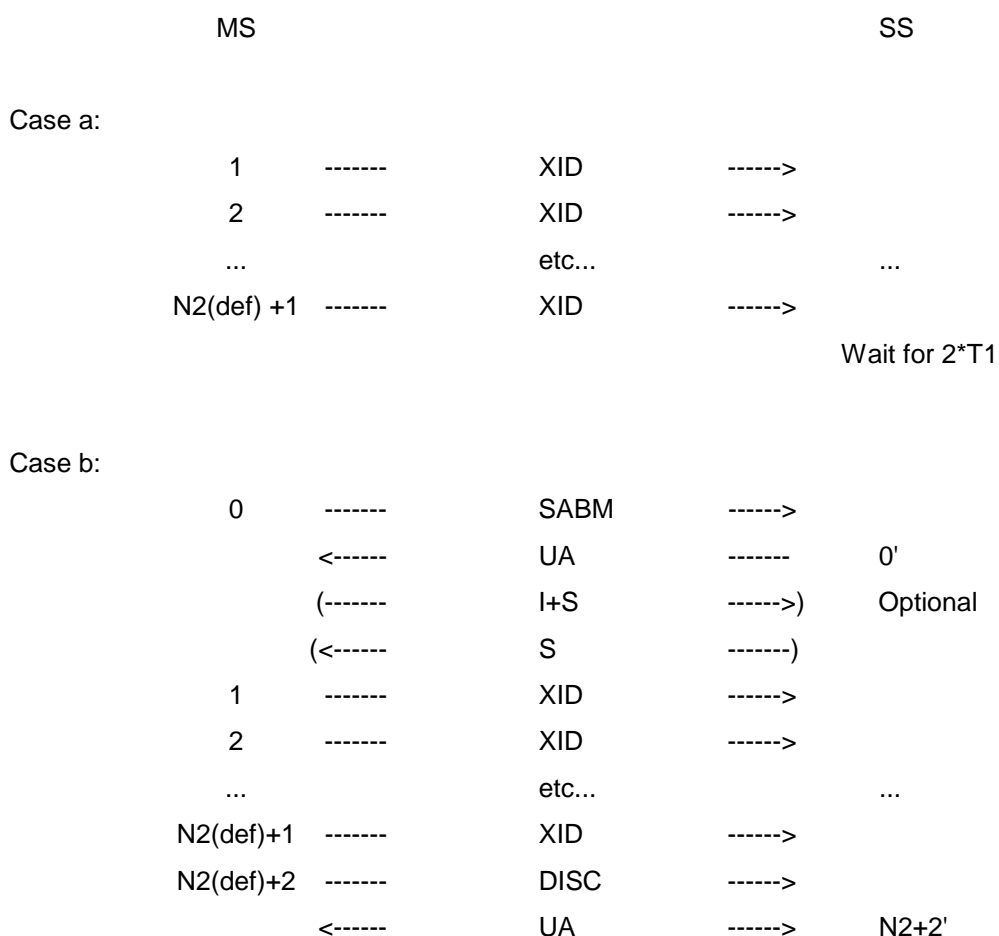 MS SS
Case a:
1 ------- XID ------>
2 ------- XID ------>
... etc... ...
N2(def) +1 ------- XID ------>
Wait for 2*T1
Case b:
0 ------- SABM ------>
<------ UA ------- 0'
(------- I+S ------>) Optional
(<------ S -------)
1 ------- XID ------>
2 ------- XID ------>
... etc... ...
N2(def)+1 ------- XID ------>
N2(def)+2 ------- DISC ------>
<------ UA ------> N2+2'